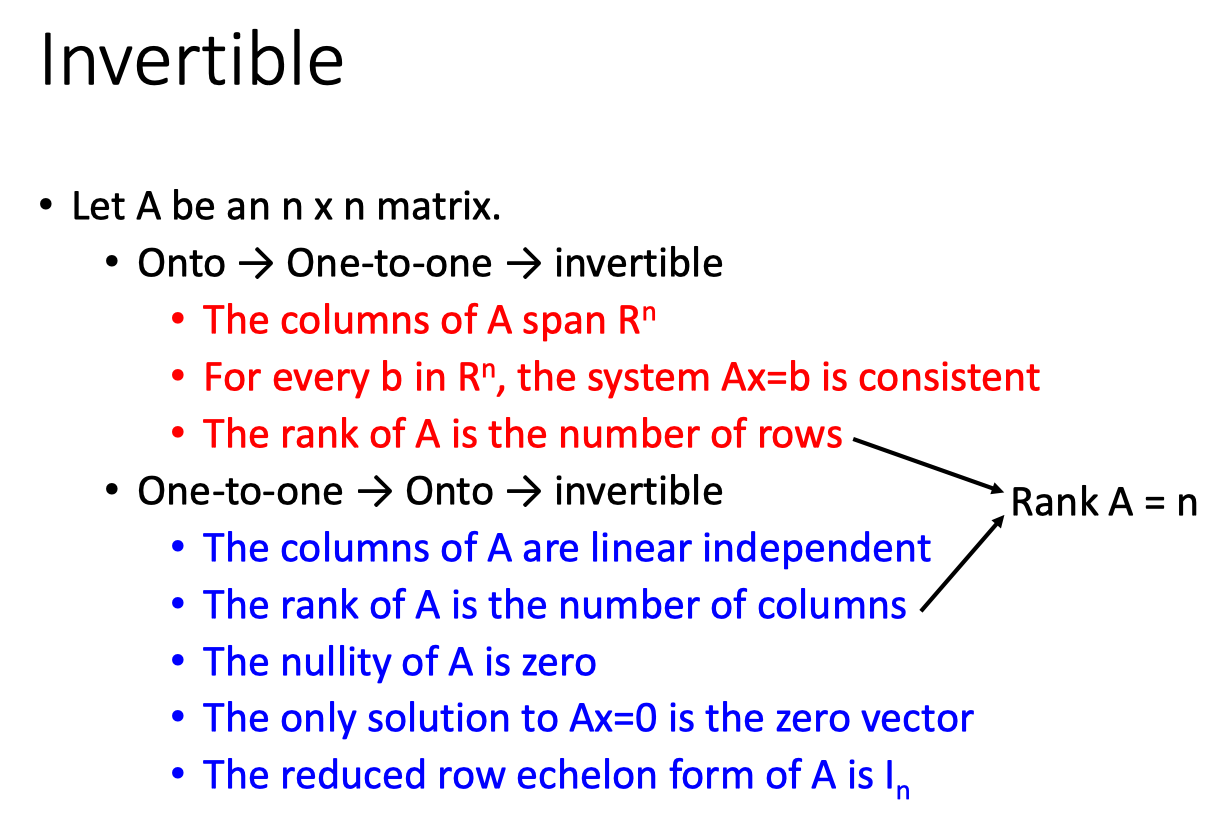 Invertible
• Let A be an n x n matrix.
• Onto → One-to-one → invertible
• The columns of A span Rⁿ
• For every b in Rⁿ, the system Ax=b is consistent
• The rank of A is the number of rows
• One-to-one → Onto → invertible
Rank A = n
• The columns of A are linear independent
• The rank of A is the number of columns
• The nullity of A is zero
• The only solution to Ax=0 is the zero vector
• The reduced row echelon form of A is Iₙ